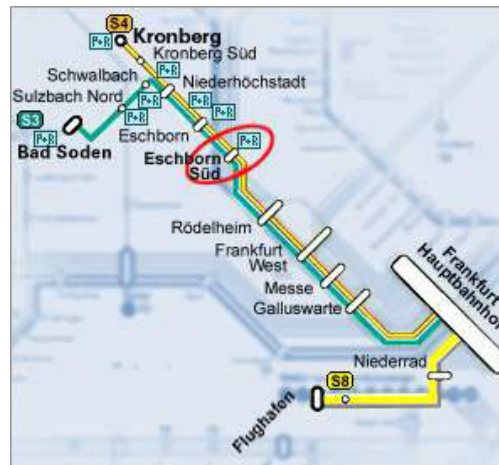 S4
Kronberg
P+R
Kronberg Süd
Schwalbach
P+R
Niederhöchstadt
Sulzbach Nord
P+R
P+R
P+R
S3
P+R
P+R
Eschborn
Bad Soden
P+R
Eschborn
Süd
Rödelheim
Frankfurt
West
Messe
Galluswarte
Frankfurt
Hauptbahnhof
Niederrad
S8
Flughafen